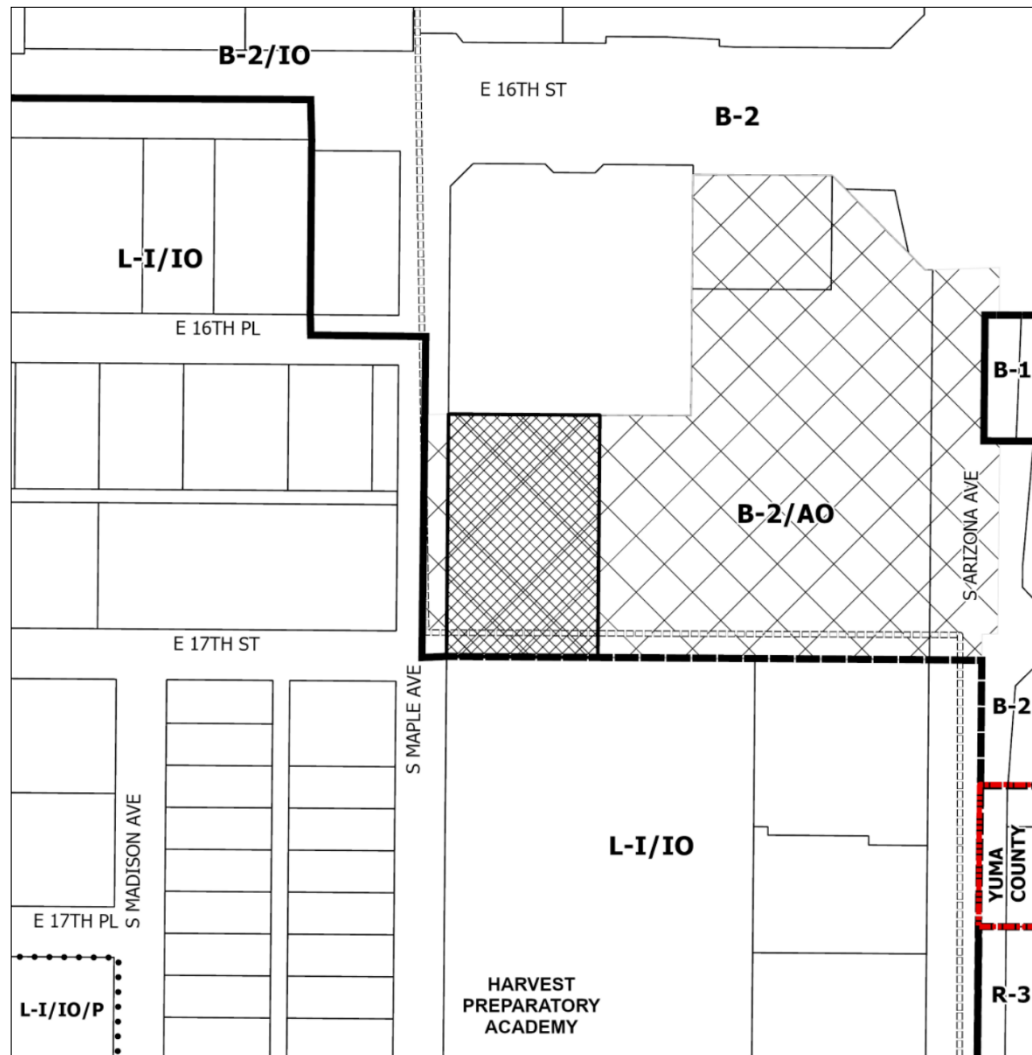 B-2/IO
E 16TH ST
B-2
L-I/IO
E 16TH PL
B-1
B-2/AO
S ARIZONA AVE
E 17TH ST
S MAPLE AVE
B-2
S MADISON AVE
L-I/IO
YUMA
COUNTY
E 17TH PL
L-I/IO/P
HARVEST
PREPARATORY
ACADEMY
R-3